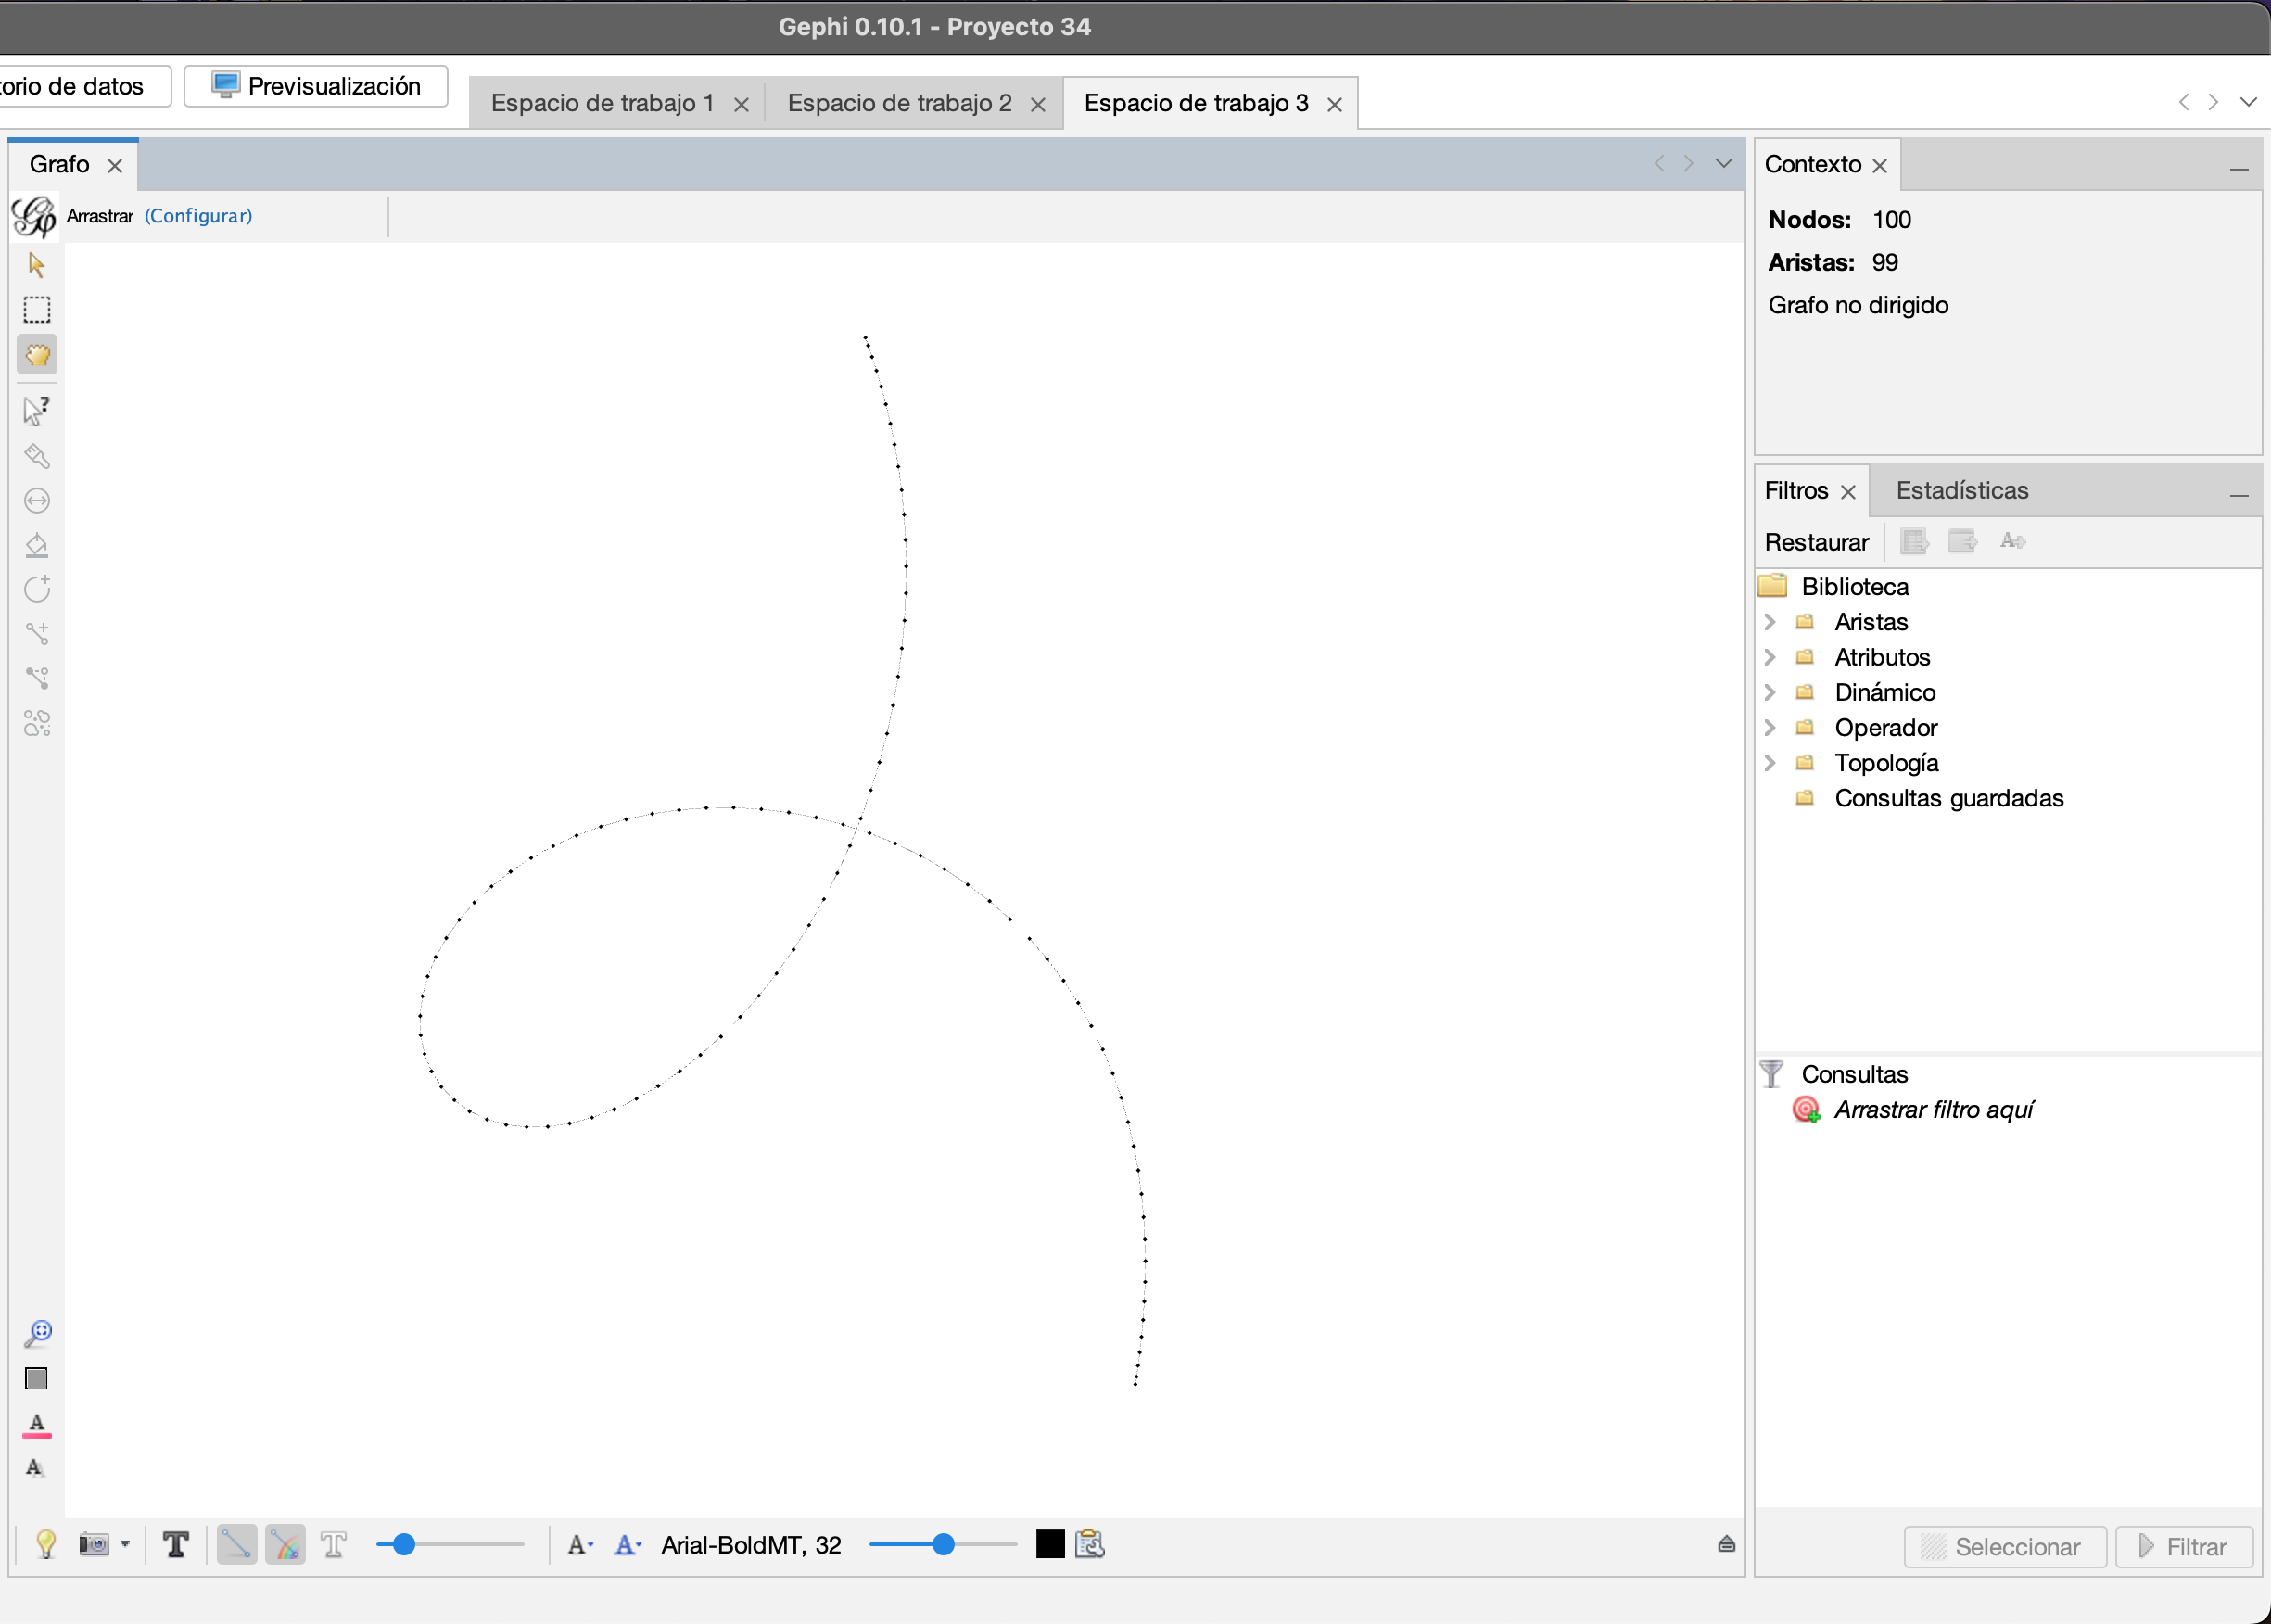 Gephi 0.10.1 - Proyecto 34
torio de datos
Previsualización
Espacio de trabajo 1
Espacio de trabajo 2
Espacio de trabajo 3
Grafo
Arrastrar (Configurar)
Contexto
Nodos: 100
Aristas: 99
Grafo no dirigido
Filtros
Estadísticas
Restaurar
Biblioteca
Aristas
Atributos
Dinámico
Operador
Topología
Consultas guardadas
Consultas
Arrastrar filtro aquí
Arial-BoldMT, 32
Seleccionar
Filtrar